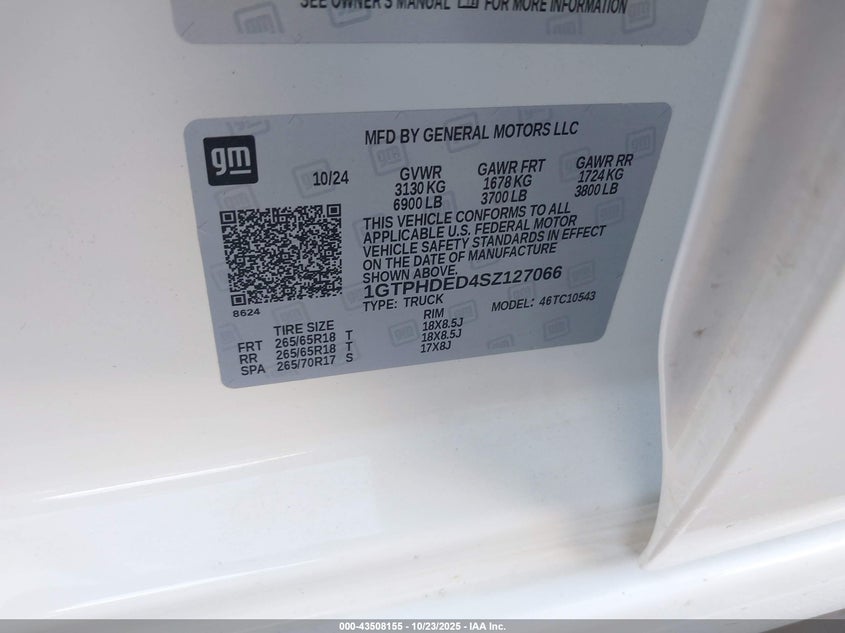 SEE OWNER'S MANUAL FOR MORE INFORMATION
MFD BY GENERAL MOTORS LLC
gm
10/24
GVWR GAWR FRT GAWR RR
3130 KG 1678 KG 1724 KG
6900 LB 3700 LB 3800 LB
THIS VEHICLE CONFORMS TO ALL
APPLICABLE U.S. FEDERAL MOTOR
VEHICLE SAFETY STANDARDS IN EFFECT
ON THE DATE OF MANUFACTURE
SHOWN ABOVE.
1GTPHDED4SZ127066
TYPE: TRUCK MODEL: 46TC10543
8624
TIRE SIZE RIM
FRT 265/65R18 T 18X8.5J
RR 265/65R18 T 18X8.5J
SPA 265/70R17 S 17X8J
000-43508155 - 10/23/2025 - IAA Inc.